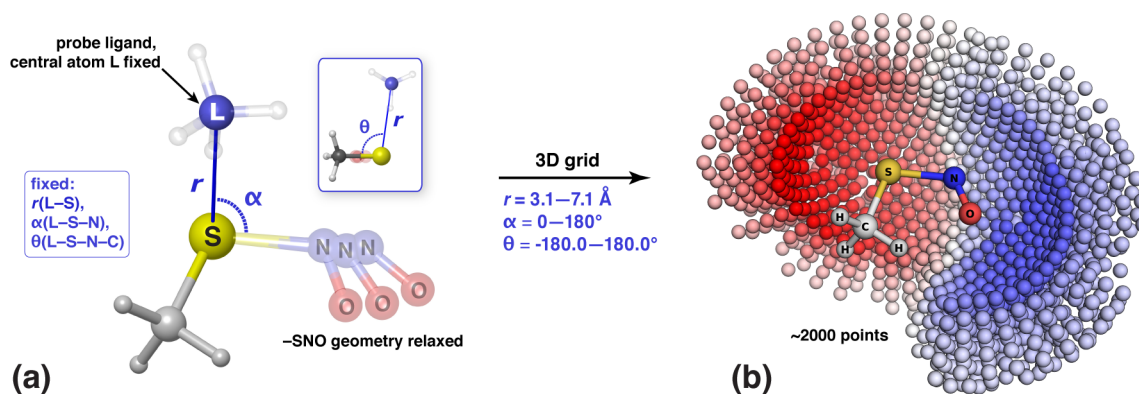 probe ligand,
central atom L fixed
L
r
α
fixed:
r(L–S),
α(L–S–N),
θ(L–S–N–C)
S
N N N
O O O
–SNO geometry relaxed
(a)
θ
r
3D grid
r = 3.1—7.1 Å
α = 0—180°
θ = -180.0—180.0°
S
N
O
H
C
H
H
~2000 points
(b)